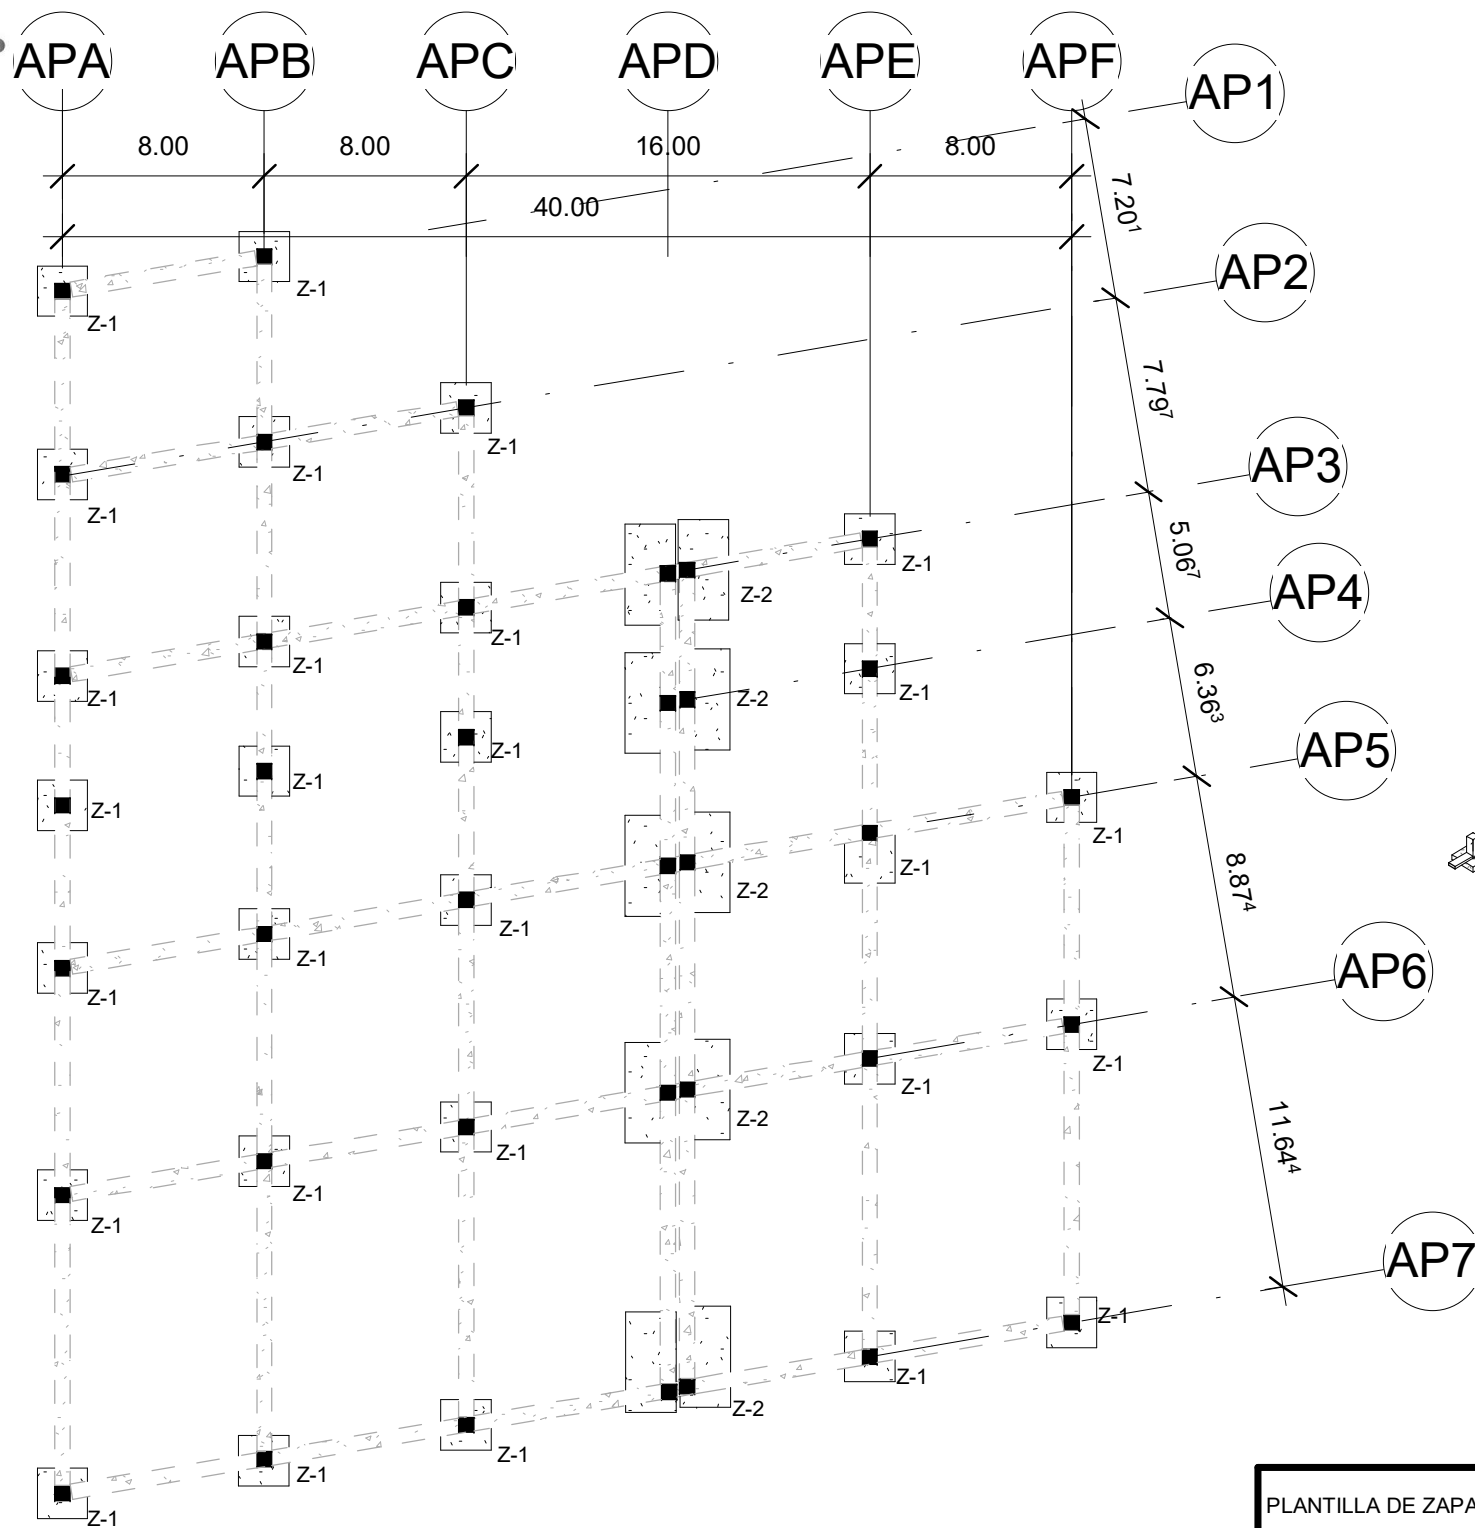 APA APB APC APD APE APF
AP1
8.00 8.00 16.00 8.00
40.00
7.20¹
AP2
Z-1
Z-1
7.79⁷
Z-1
Z-1
AP3
Z-1
5.06⁷
Z-1
Z-2
AP4
Z-1
Z-1
Z-1
Z-1
Z-2
6.36³
Z-1
AP5
Z-1
Z-1
Z-1
Z-1
Z-1
8.87⁴
Z-2
Z-1
Z-1
AP6
Z-1
Z-1
Z-1
Z-2
11.64⁴
Z-1
Z-1
Z-1
AP7
Z-1
Z-1
Z-2
Z-1
Z-1
Z-1
PLANTILLA DE ZAPA